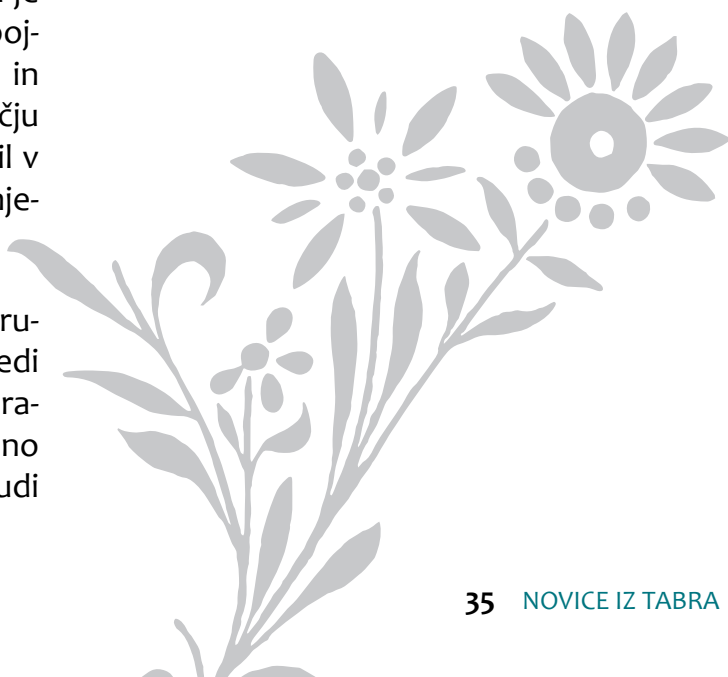 je
poj-
in
čju
il v
nje-
ru-
edi
ra-
no
udi
35 NOVICE IZ TABRA